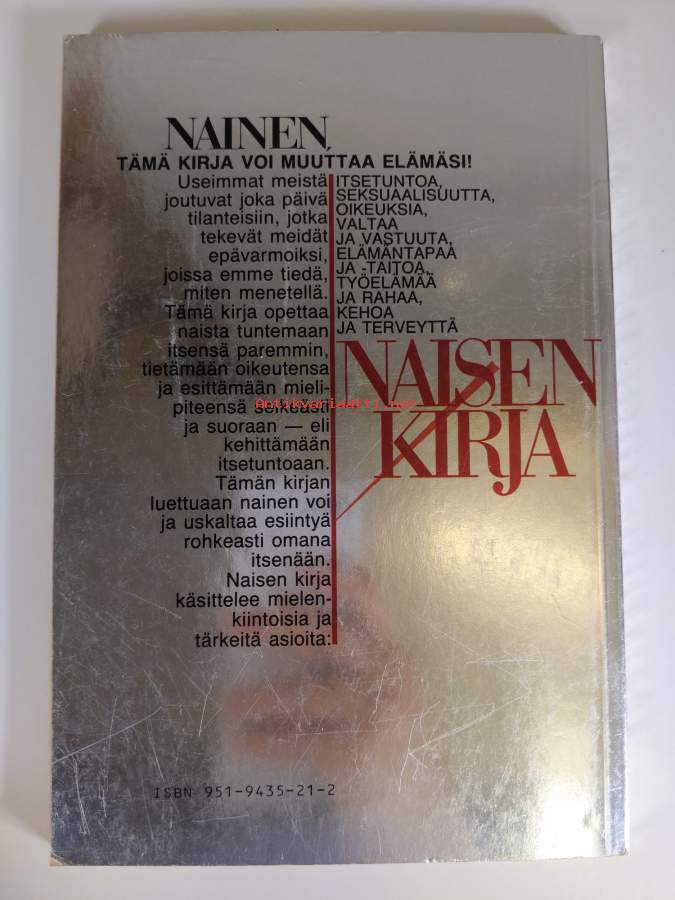 NAINEN,
TÄMÄ KIRJA VOI MUUTTAA ELÄMÄSI!
Useimmat meistä
joutuvat joka päivä
tilanteisiin, jotka
tekevät meidät
epävarmoiksi,
joissa emme tiedä,
miten menetellä.
Tämä kirja opettaa
naista tuntemaan
itsensä paremmin,
tietämään oikeutensa
ja esittämään mieli-
piteensä selkeästi
ja suoraan — eli
kehittämään
itsetuntoaan.
Tämän kirjan
luettuaan nainen voi
ja uskaltaa esiintyä
rohkeasti omana
itsenään.
Naisen kirja
käsittelee mielen-
kiintoisia ja
tärkeitä asioita:
ITSETUNTOA,
SEKSUAALISUUTTA,
OIKEUKSIA,
VALTAA
JA VASTUUTA,
ELÄMÄNTAPAA
JA -TAITOA,
TYÖELÄMÄÄ
JA RAHAA,
KEHOA
JA TERVEYTTÄ
NAISEN
KIRJA
Antikvariaatti.net
ISBN 951-9435-21-2